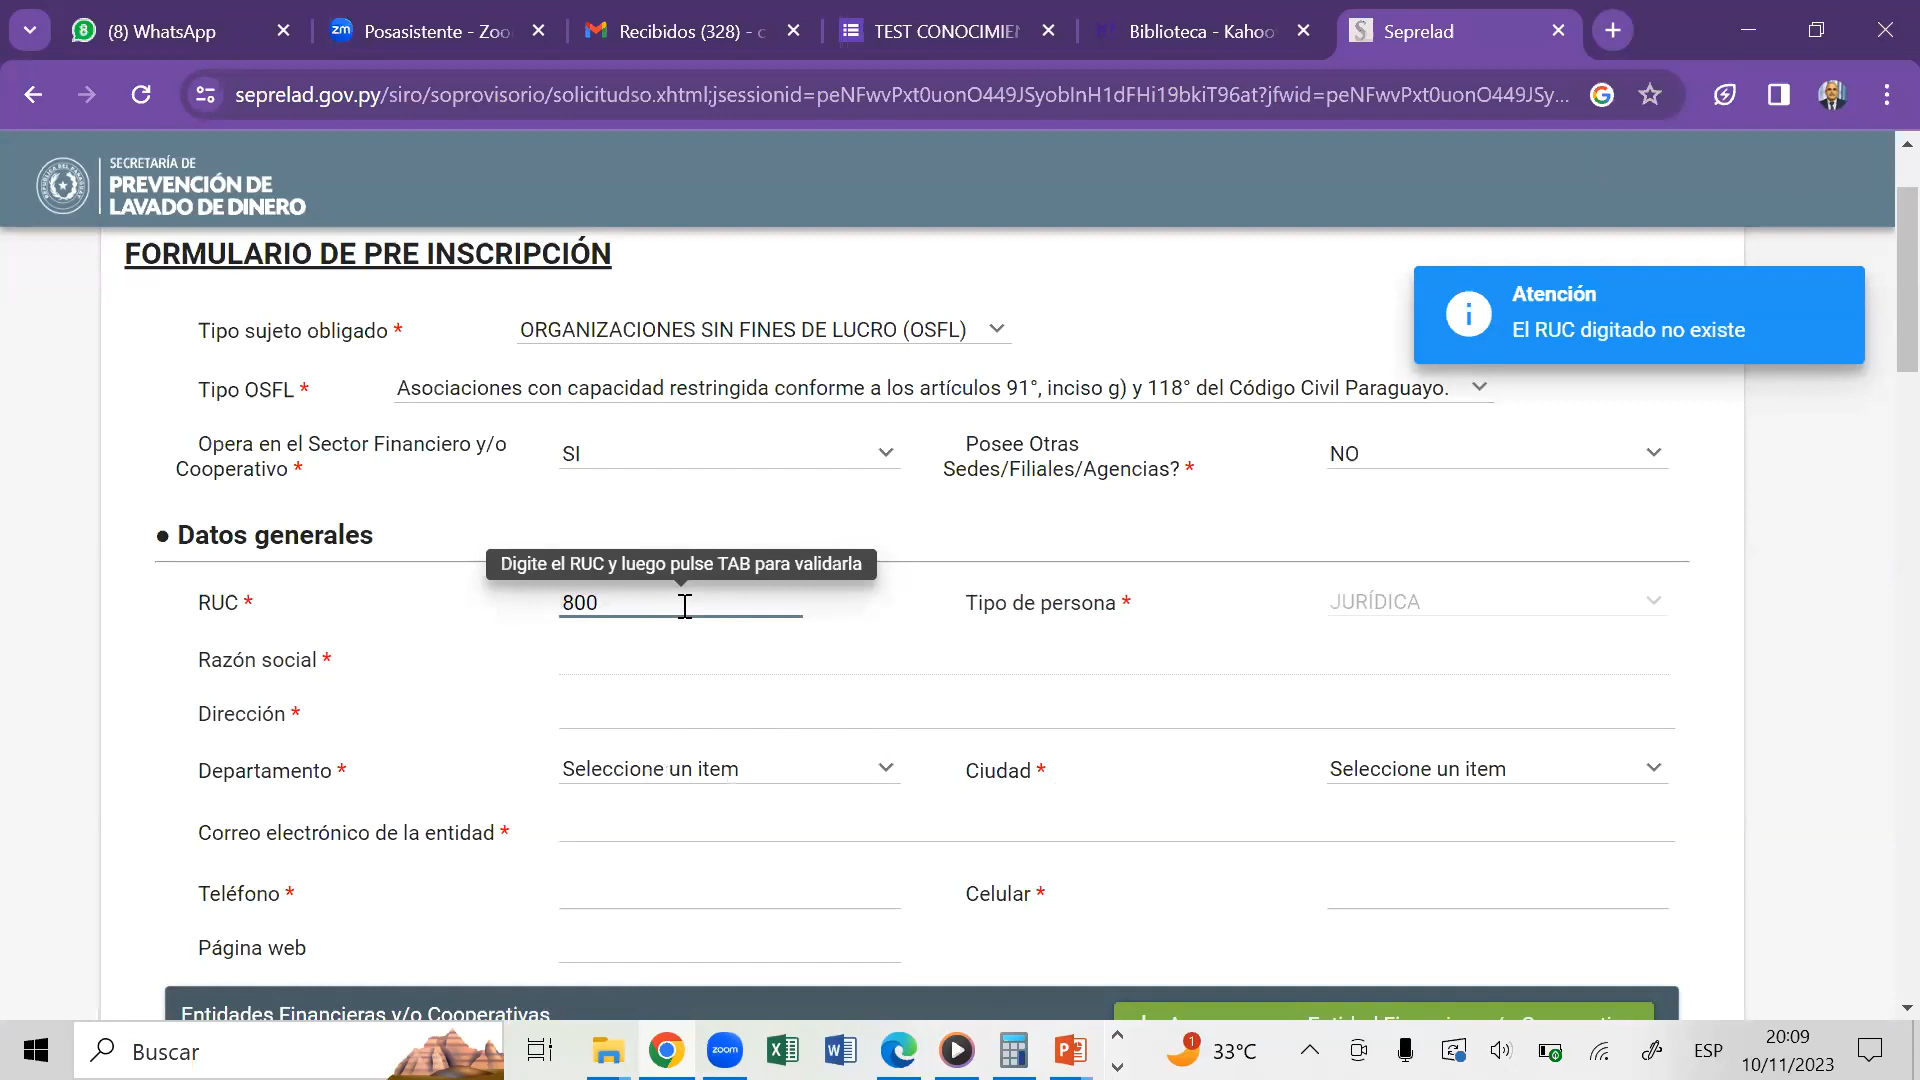 (8) WhatsApp
Posasistente - Zoo
Recibidos (328) - c
TEST CONOCIMIEN
Biblioteca - Kahoo
Seprelad
seprelad.gov.py/siro/soprovisorio/solicitudso.xhtml;jsessionid=peNFwvPxt0uonO449JSyobInH1dFHi19bkiT96at?jfwid=peNFwvPxt0uonO449JSy...
SECRETARÍA DE
PREVENCIÓN DE
LAVADO DE DINERO
FORMULARIO DE PRE INSCRIPCIÓN
Atención
El RUC digitado no existe
Tipo sujeto obligado * ORGANIZACIONES SIN FINES DE LUCRO (OSFL)
Tipo OSFL * Asociaciones con capacidad restringida conforme a los artículos 91°, inciso g) y 118° del Código Civil Paraguayo.
Opera en el Sector Financiero y/o
Cooperativo * SI
Posee Otras
Sedes/Filiales/Agencias? * NO
● Datos generales
Digite el RUC y luego pulse TAB para validarla
RUC * 800
Tipo de persona * JURÍDICA
Razón social *
Dirección *
Departamento * Seleccione un item
Ciudad * Seleccione un item
Correo electrónico de la entidad *
Teléfono *
Celular *
Página web
Entidades Financieras y/o Cooperativas
Buscar
zoom
1
33°C
ESP
20:09
10/11/2023